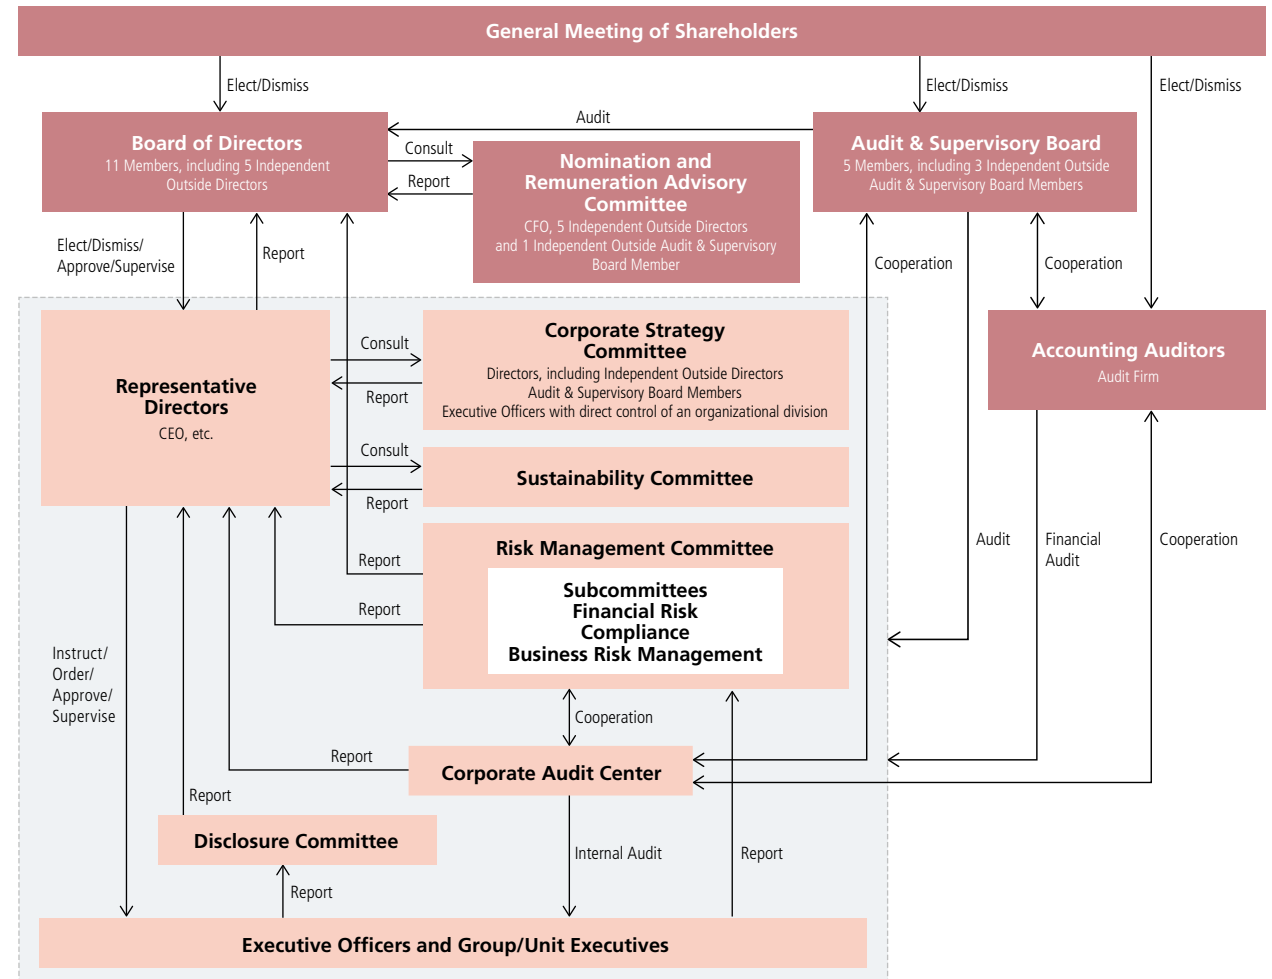 General Meeting of Shareholders
Elect/Dismiss
Elect/Dismiss
Elect/Dismiss
Audit
Board of Directors
11 Members, including 5 Independent
Outside Directors
Consult
Report
Nomination and
Remuneration Advisory
Committee
CFO, 5 Independent Outside Directors
and 1 Independent Outside Audit & Supervisory
Board Member
Audit & Supervisory Board
5 Members, including 3 Independent Outside
Audit & Supervisory Board Members
Elect/Dismiss/
Approve/Supervise
Report
Cooperation
Cooperation
Representative
Directors
CEO, etc.
Consult
Report
Corporate Strategy
Committee
Directors, including Independent Outside Directors
Audit & Supervisory Board Members
Executive Officers with direct control of an organizational division
Accounting Auditors
Audit Firm
Consult
Report
Sustainability Committee
Report
Report
Risk Management Committee
Subcommittees
Financial Risk
Compliance
Business Risk Management
Audit
Financial
Audit
Cooperation
Instruct/
Order/
Approve/
Supervise
Cooperation
Report
Corporate Audit Center
Report
Disclosure Committee
Internal Audit
Report
Report
Executive Officers and Group/Unit Executives